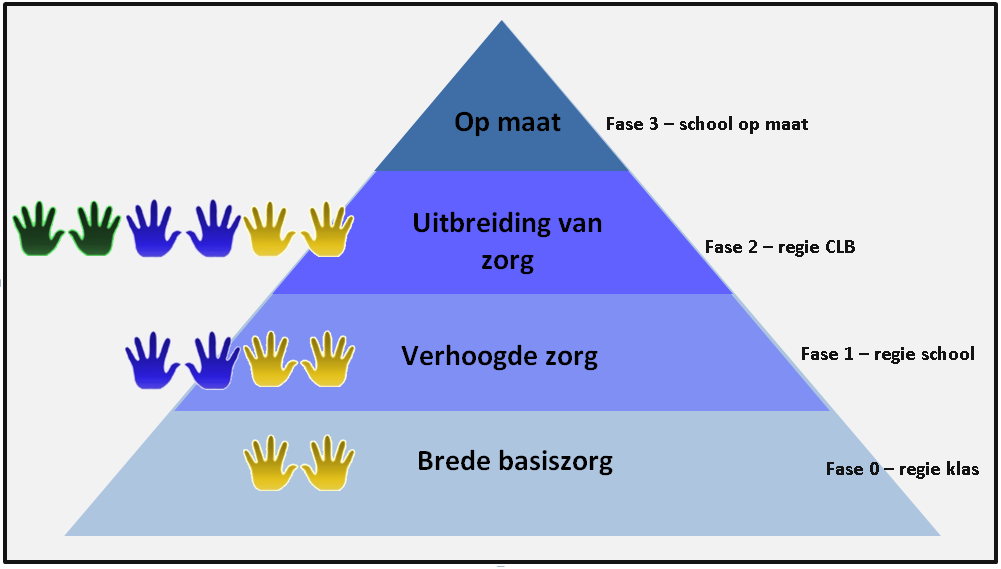 Op maat
Fase 3 – school op maat
Uitbreiding van
zorg
Fase 2 – regie CLB
Verhoogde zorg
Fase 1 – regie school
Brede basiszorg
Fase 0 – regie klas